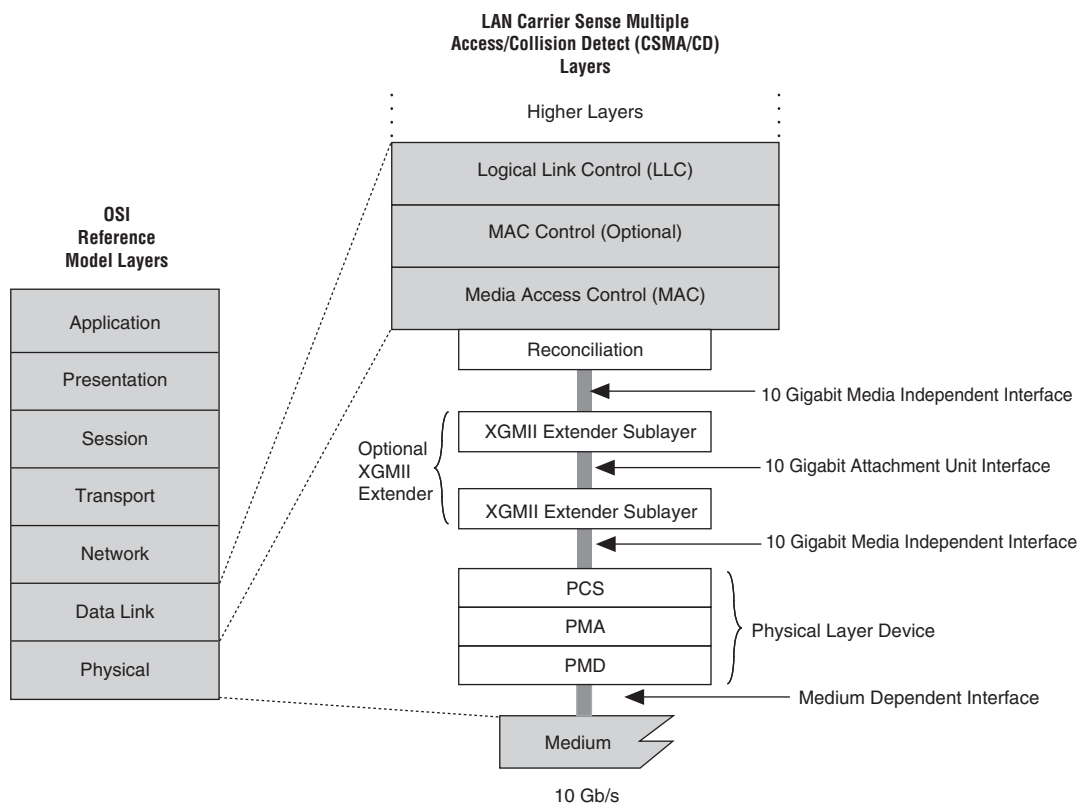 LAN Carrier Sense Multiple
Access/Collision Detect (CSMA/CD)
Layers
Higher Layers
Logical Link Control (LLC)
MAC Control (Optional)
Media Access Control (MAC)
OSI
Reference
Model Layers
Application
Presentation
Session
Transport
Network
Data Link
Physical
Reconciliation
10 Gigabit Media Independent Interface
Optional
XGMII
Extender
XGMII Extender Sublayer
10 Gigabit Attachment Unit Interface
XGMII Extender Sublayer
10 Gigabit Media Independent Interface
PCS
PMA
PMD
Physical Layer Device
Medium Dependent Interface
Medium
10 Gb/s